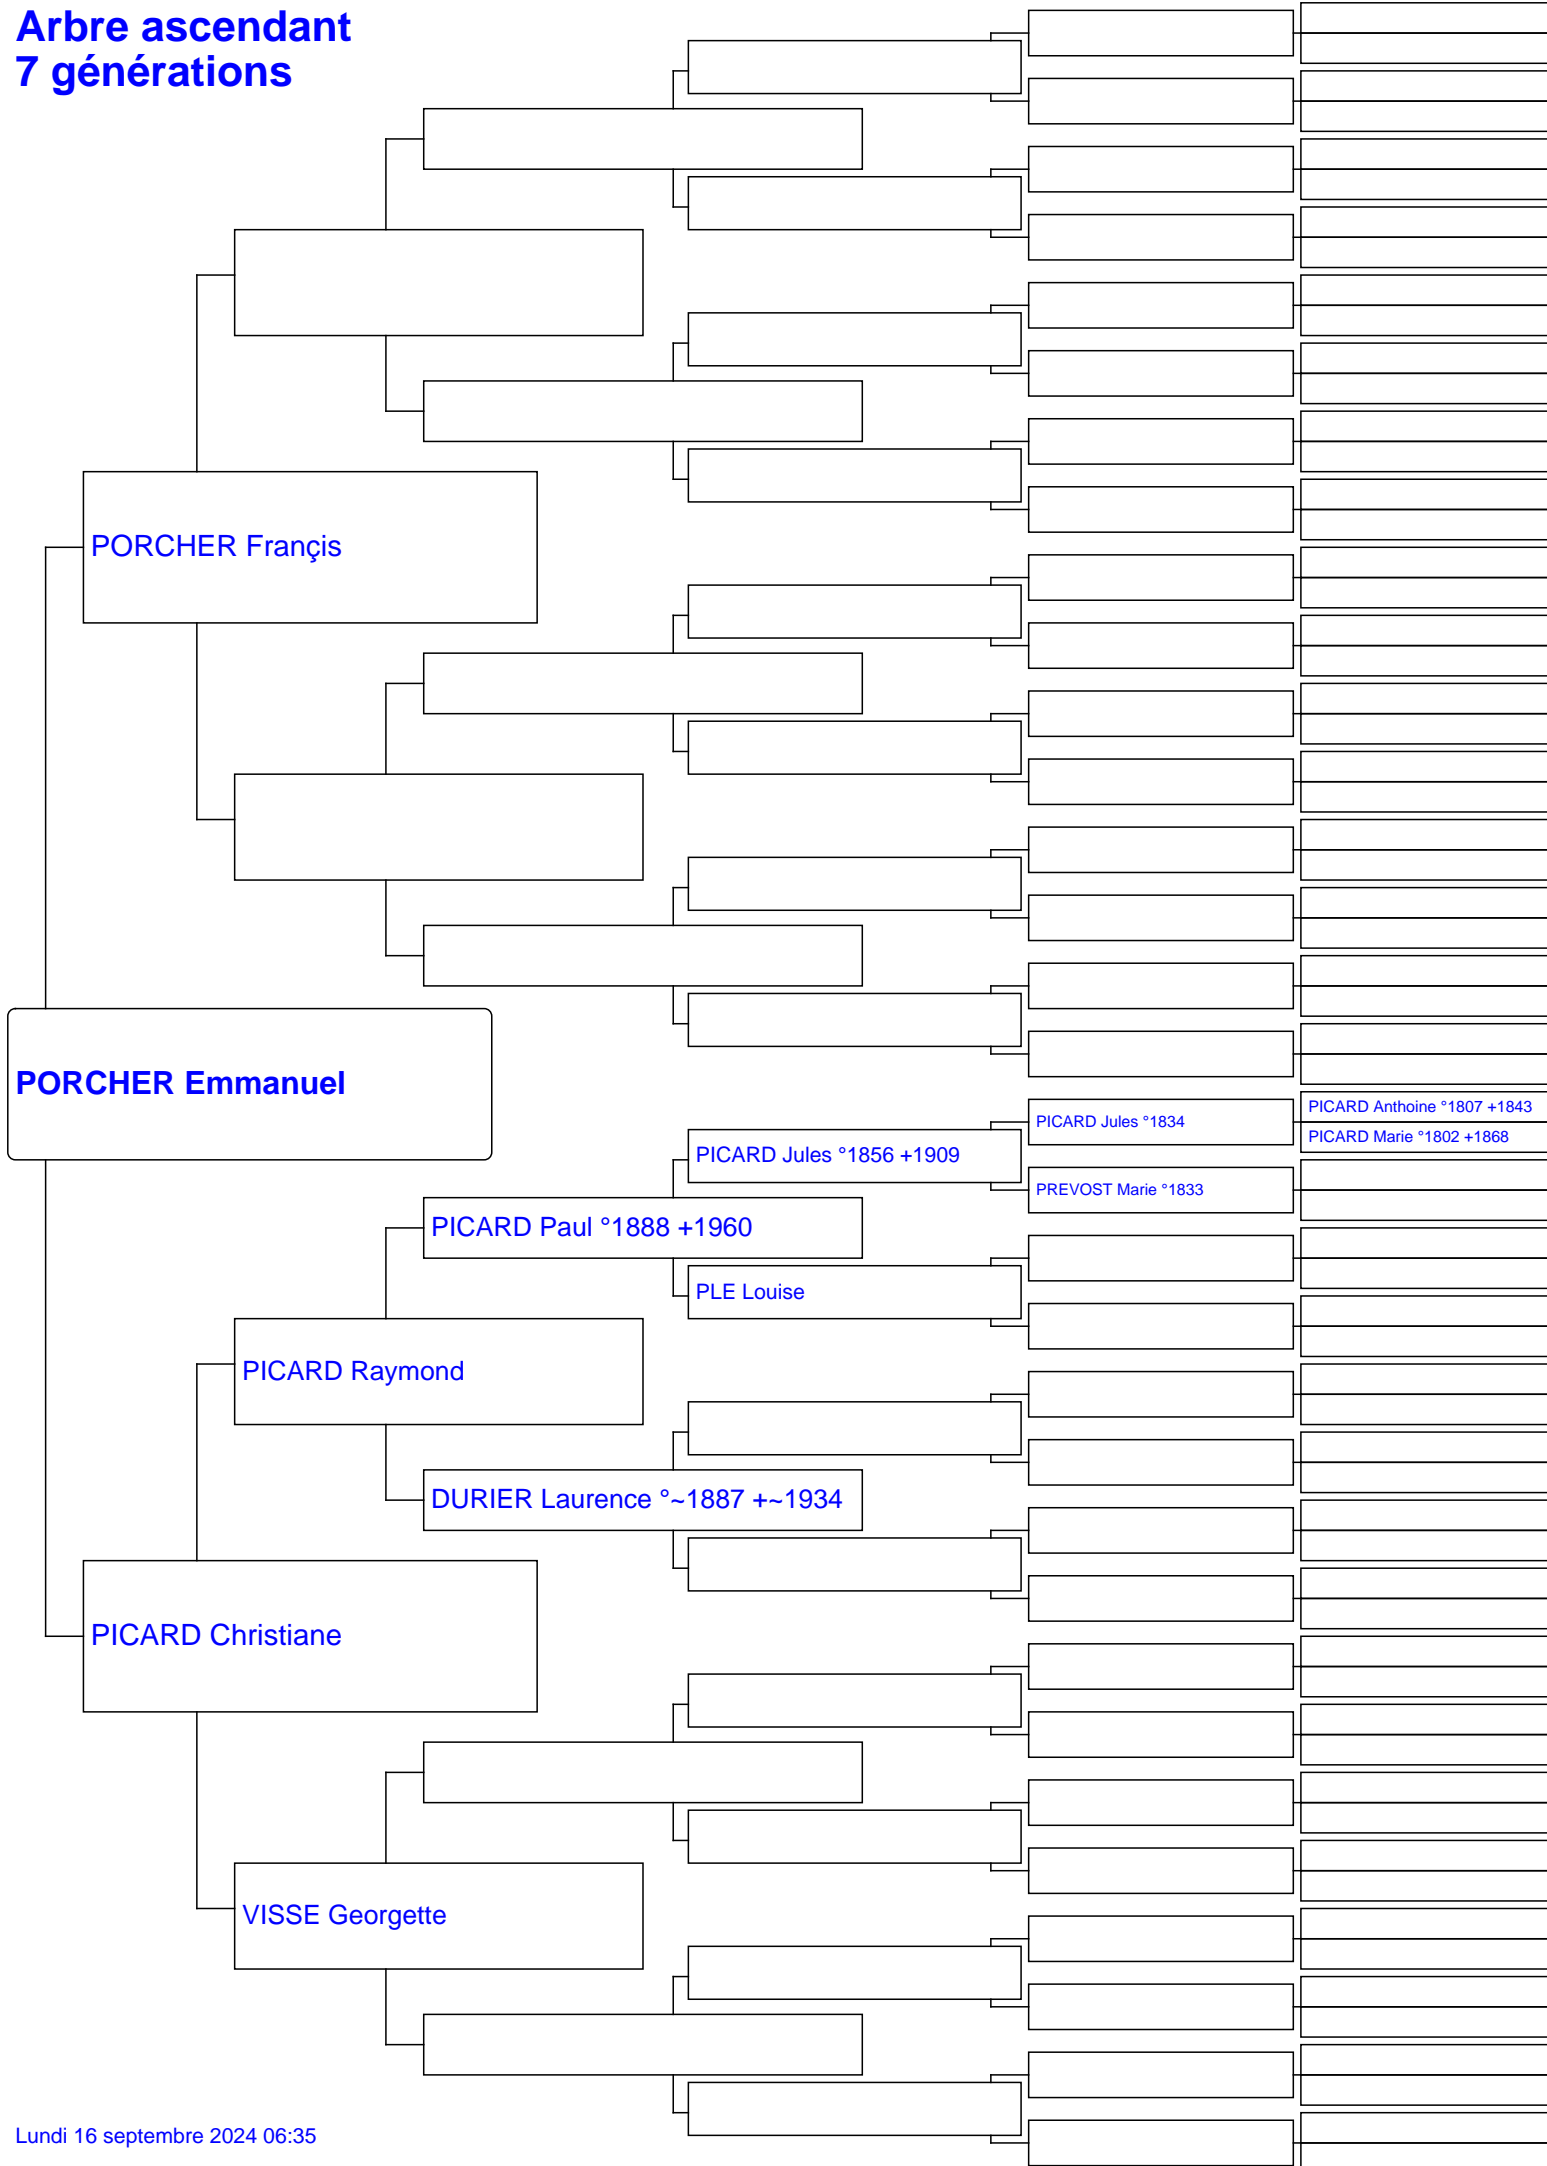 Arbre ascendant
7 générations
PORCHER Françis
PORCHER Emmanuel
PICARD Anthoine °1807 +1843
PICARD Jules °1834
PICARD Marie °1802 +1868
PICARD Jules °1856 +1909
PREVOST Marie °1833
PICARD Paul °1888 +1960
PLE Louise
PICARD Raymond
DURIER Laurence °~1887 +~1934
PICARD Christiane
VISSE Georgette
Lundi 16 septembre 2024 06:35